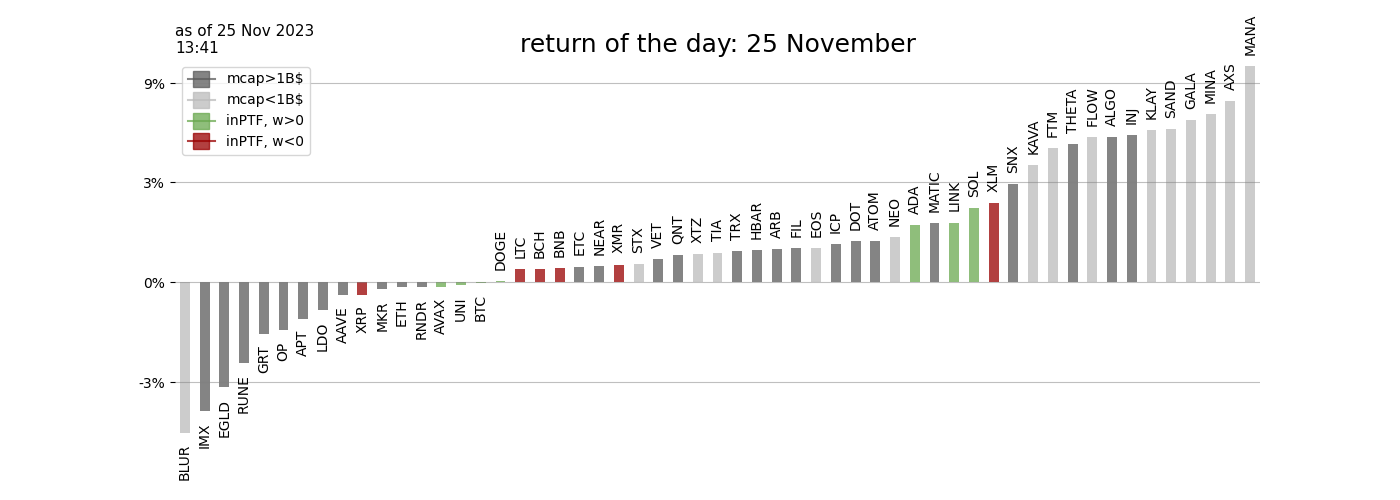 as of 25 Nov 2023
13:41
return of the day: 25 November
mcap>1B$
mcap<1B$
inPTF, w>0
inPTF, w<0
9%
3%
0%
-3%
BLUR
IMX
EGLD
RUNE
GRT
OP
APT
LDO
AAVE
XRP
MKR
ETH
RNDR
AVAX
UNI
BTC
DOGE
LTC
BCH
BNB
ETC
NEAR
XMR
STX
VET
QNT
XTZ
TIA
TRX
HBAR
ARB
FIL
EOS
ICP
DOT
ATOM
NEO
ADA
MATIC
LINK
SOL
XLM
SNX
KAVA
FTM
THETA
FLOW
ALGO
INJ
KLAY
SAND
GALA
MINA
AXS
MANA